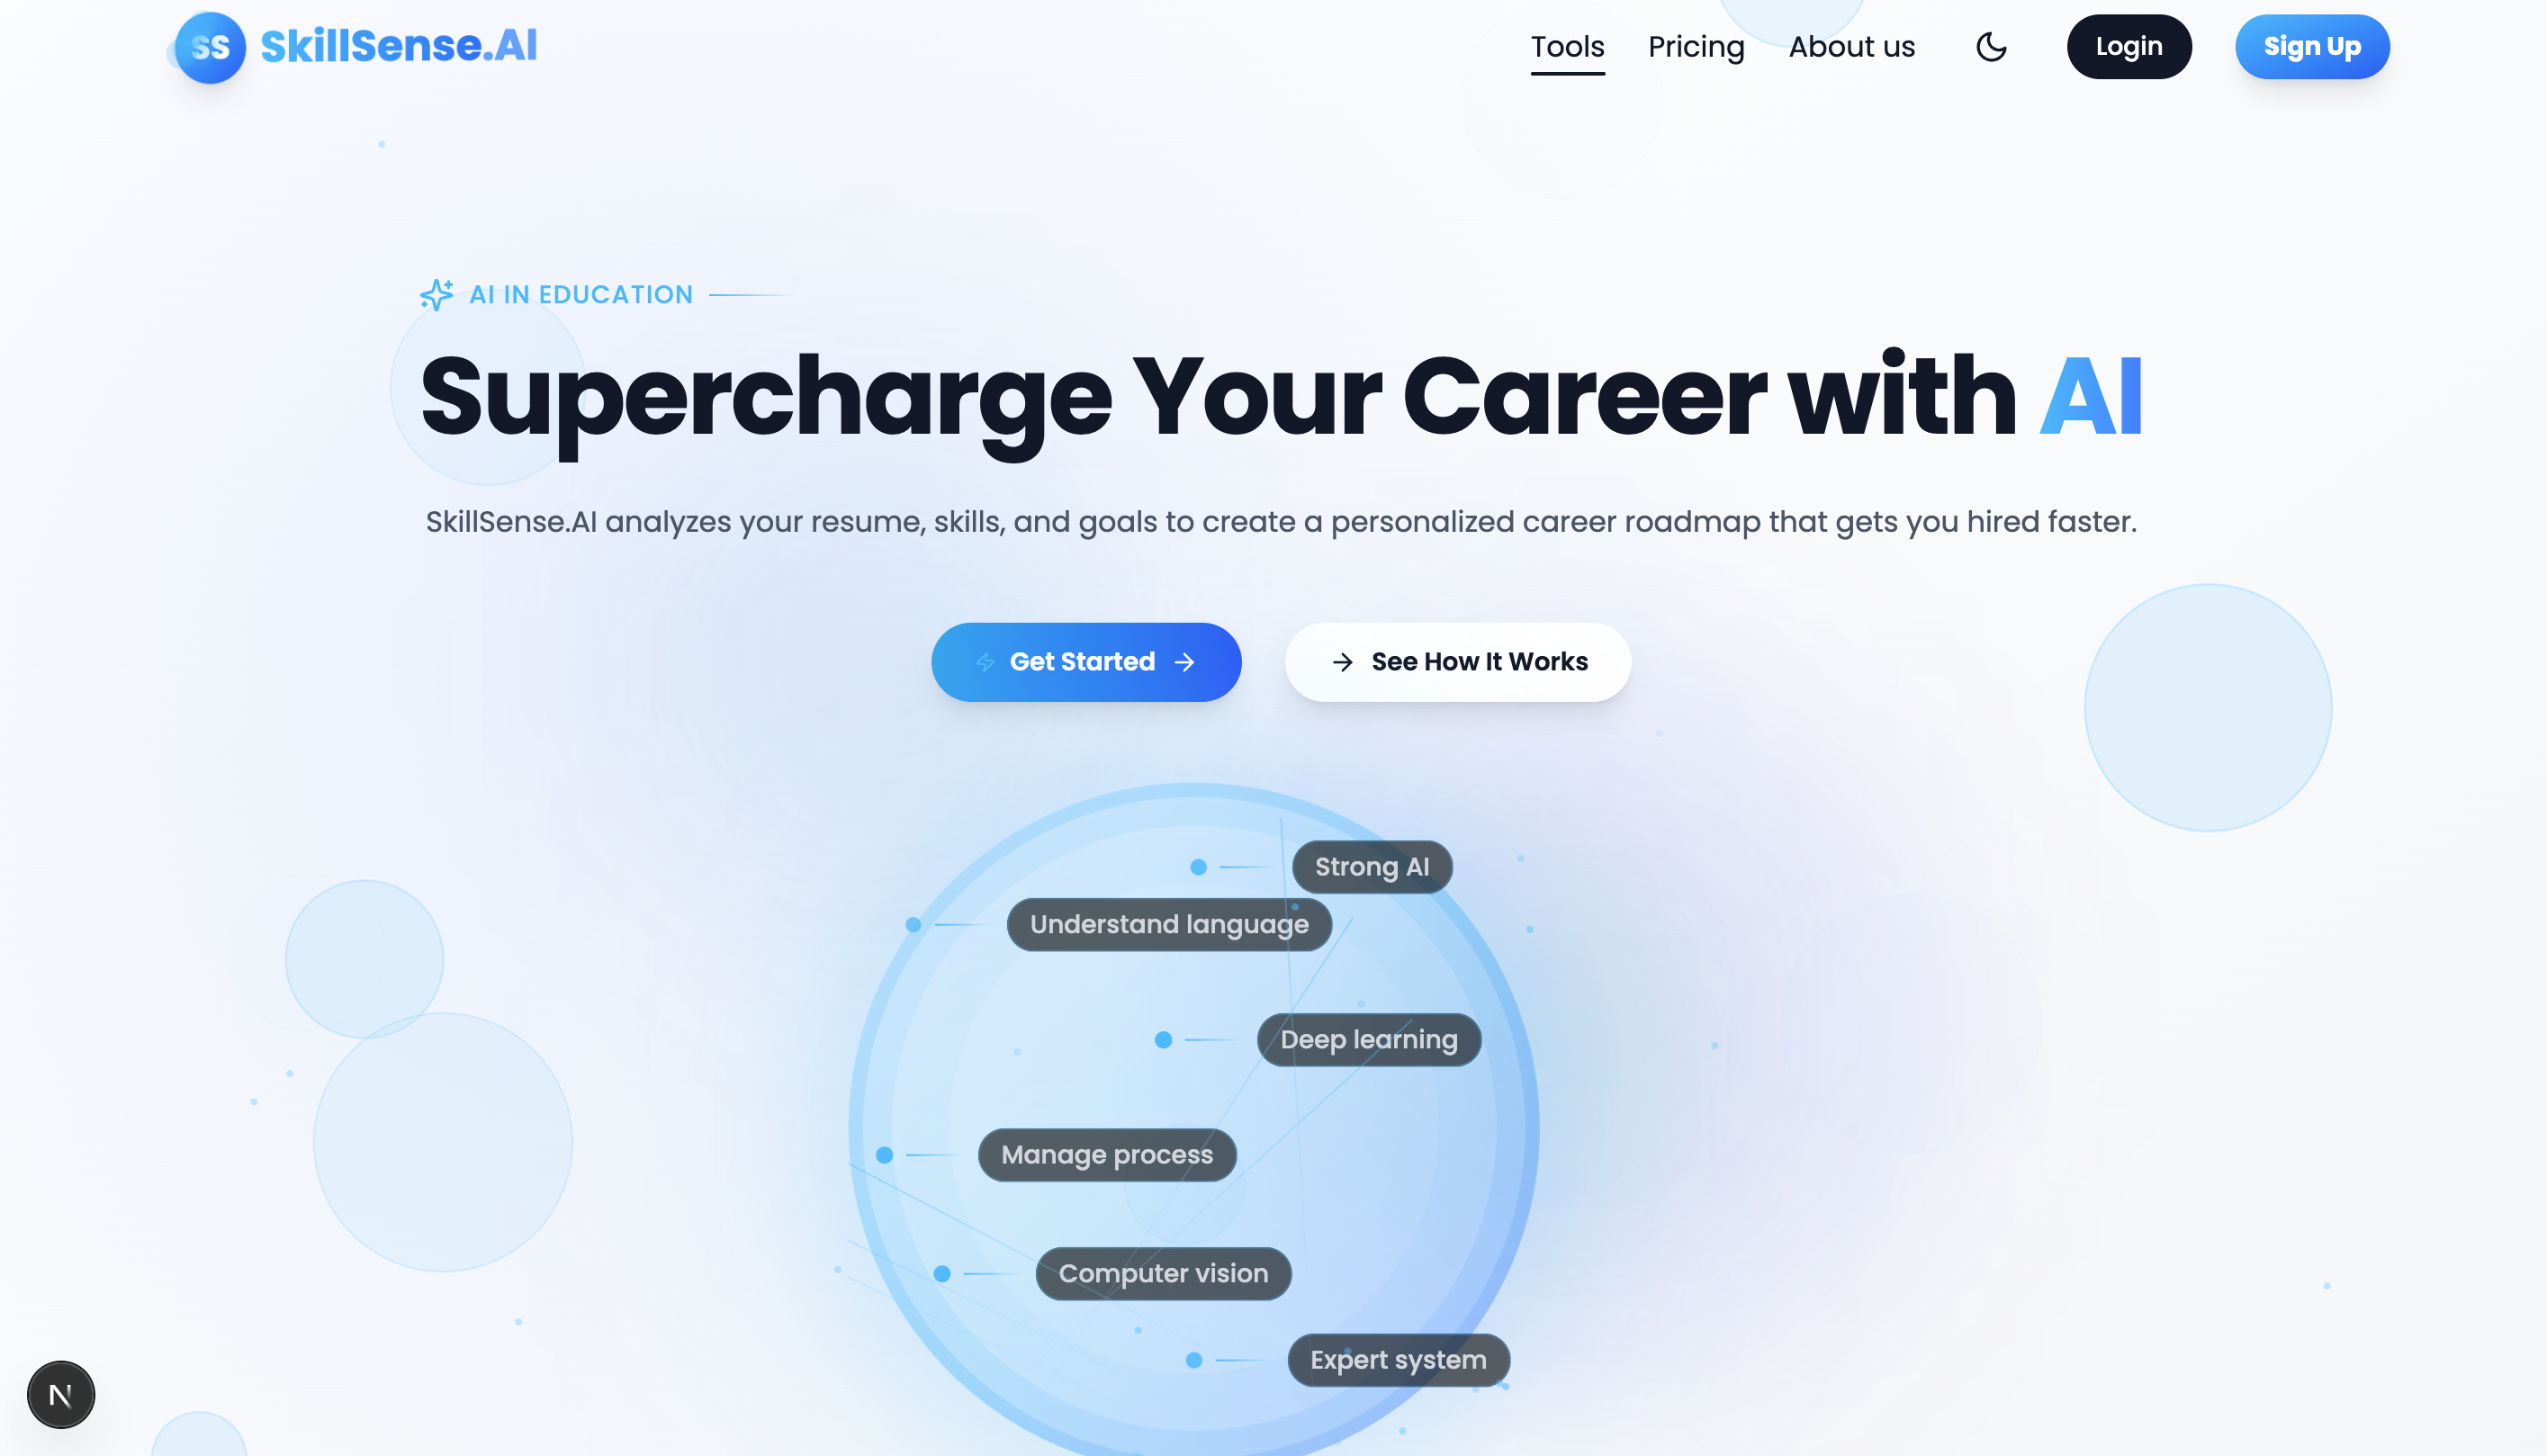 SS SkillSense.AI
Tools Pricing About us Login Sign Up
AI IN EDUCATION
Supercharge Your Career with AI
SkillSense.AI analyzes your resume, skills, and goals to create a personalized career roadmap that gets you hired faster.
Get Started See How It Works
Strong AI
Understand language
Deep learning
Manage process
Computer vision
Expert system
N